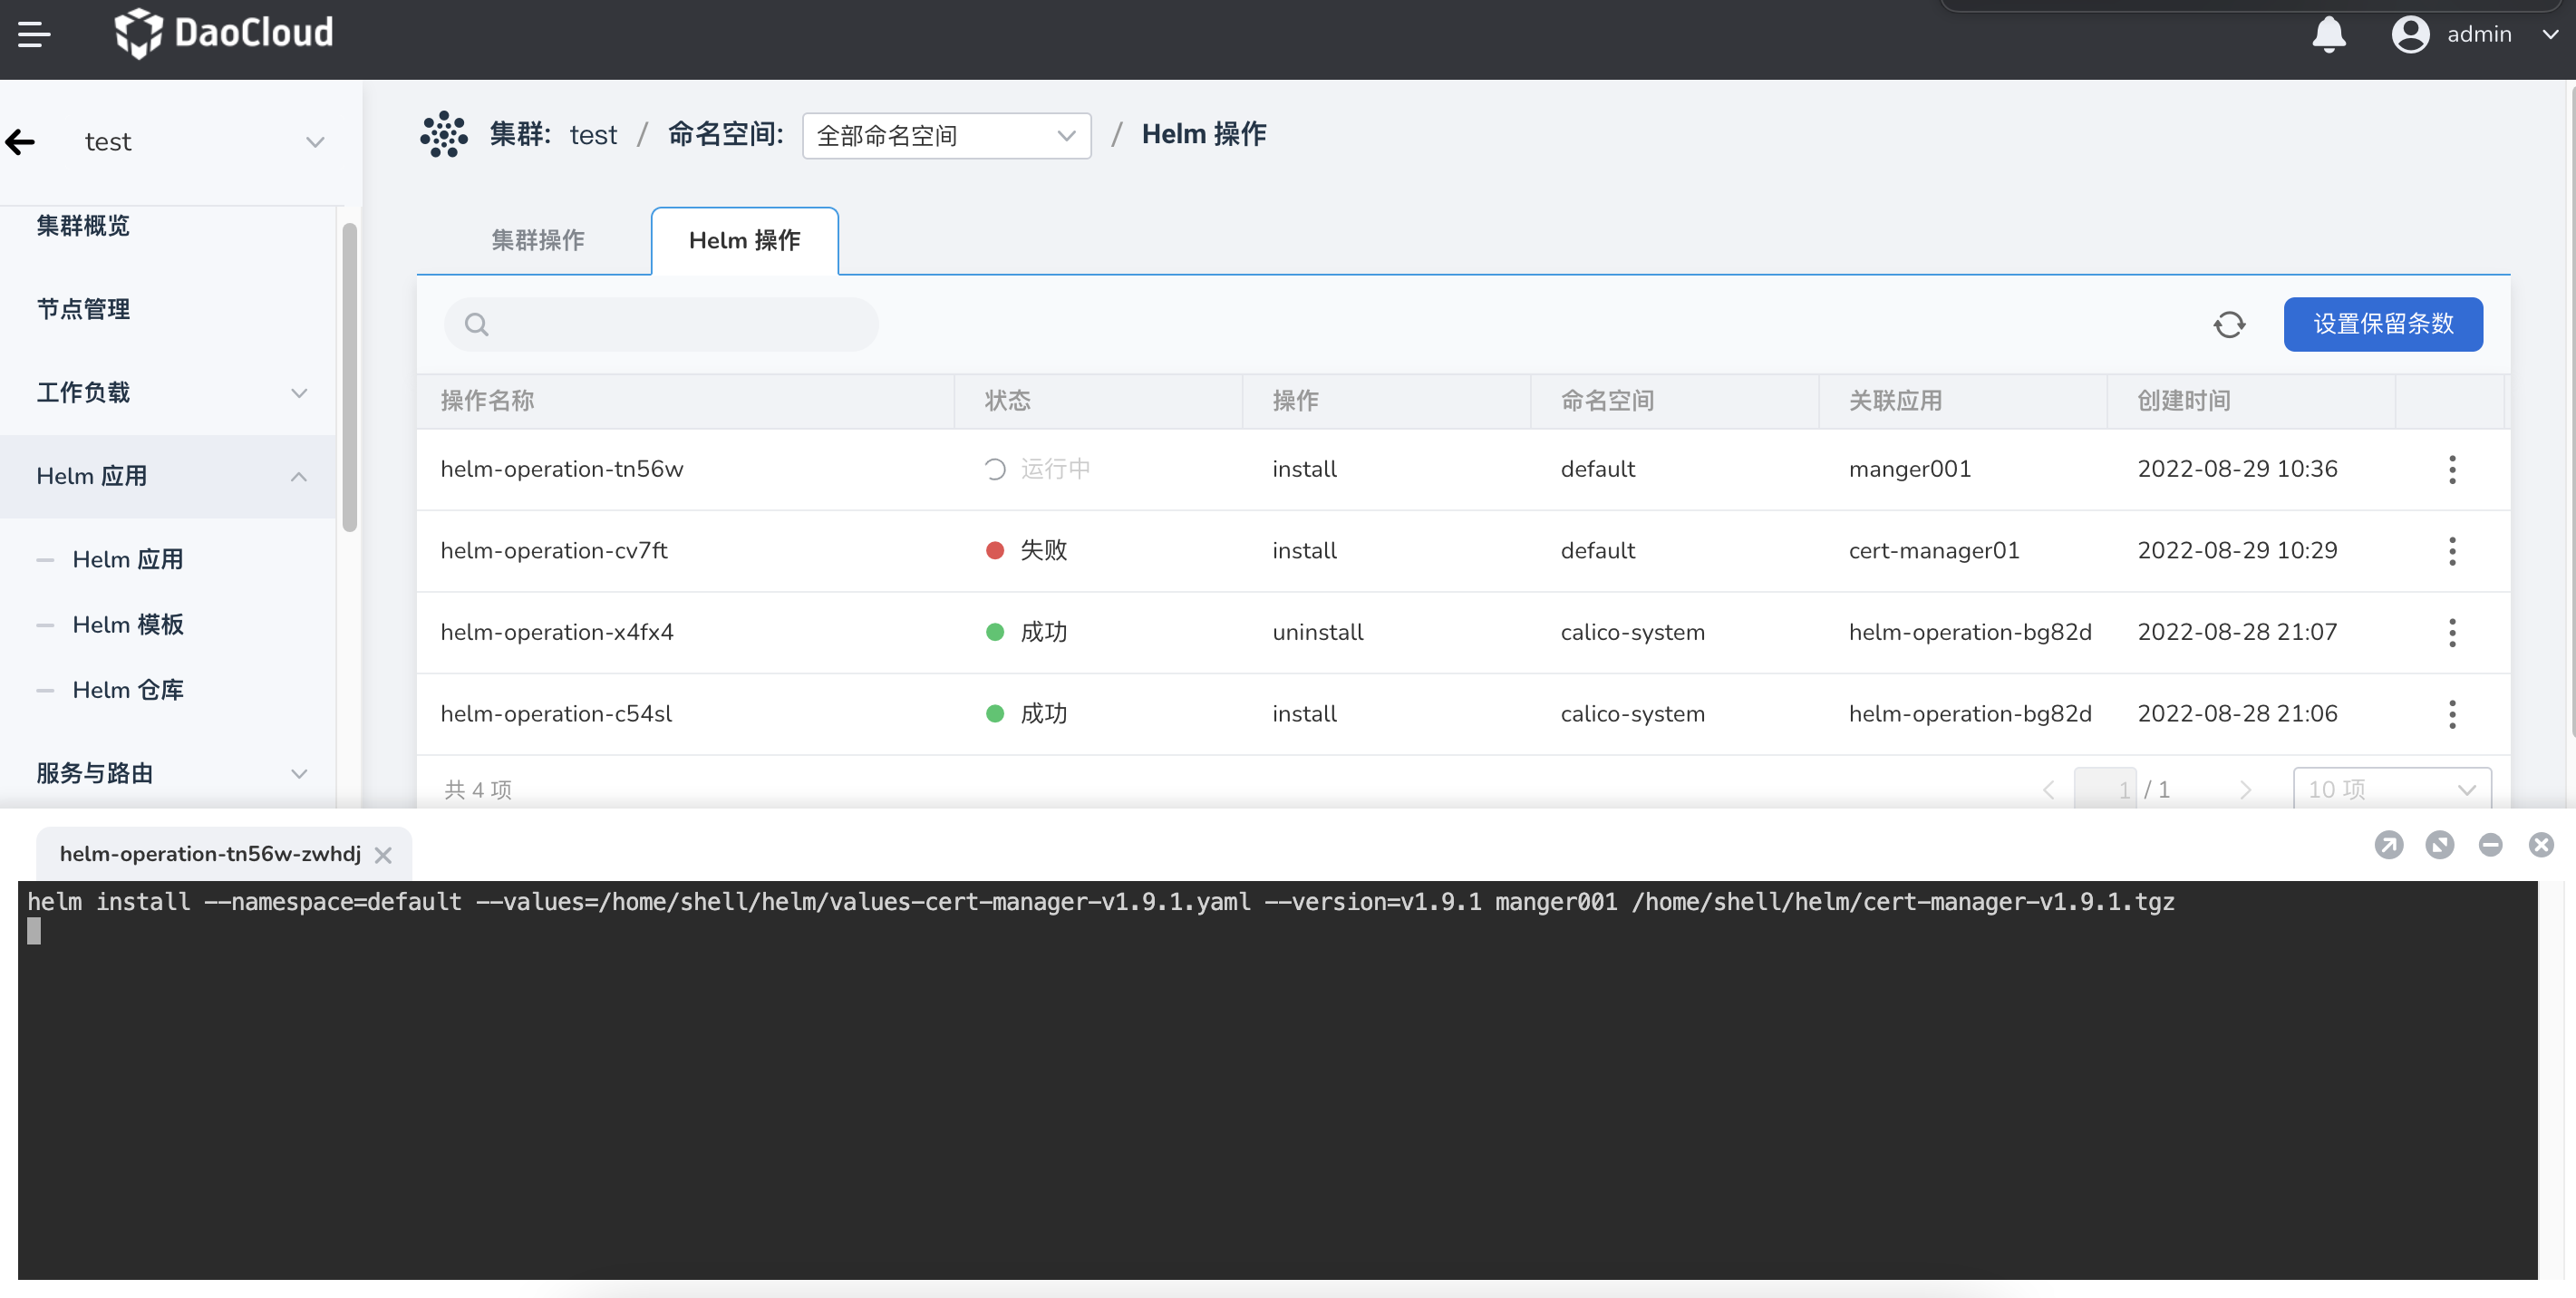 DaoCloud
admin
test
集群: test / 命名空间: 全部命名空间 / Helm 操作
集群概览
节点管理
工作负载
Helm 应用
Helm 应用
Helm 模板
Helm 仓库
服务与路由
集群操作 Helm 操作
设置保留条数
操作名称 状态 操作 命名空间 关联应用 创建时间
helm-operation-tn56w 运行中 install default manger001 2022-08-29 10:36
helm-operation-cv7ft 失败 install default cert-manager01 2022-08-29 10:29
helm-operation-x4fx4 成功 uninstall calico-system helm-operation-bg82d 2022-08-28 21:07
helm-operation-c54sl 成功 install calico-system helm-operation-bg82d 2022-08-28 21:06
共 4 项 1 / 1 10 项
helm-operation-tn56w-zwhdj
helm install --namespace=default --values=/home/shell/helm/values-cert-manager-v1.9.1.yaml --version=v1.9.1 manger001 /home/shell/helm/cert-manager-v1.9.1.tgz